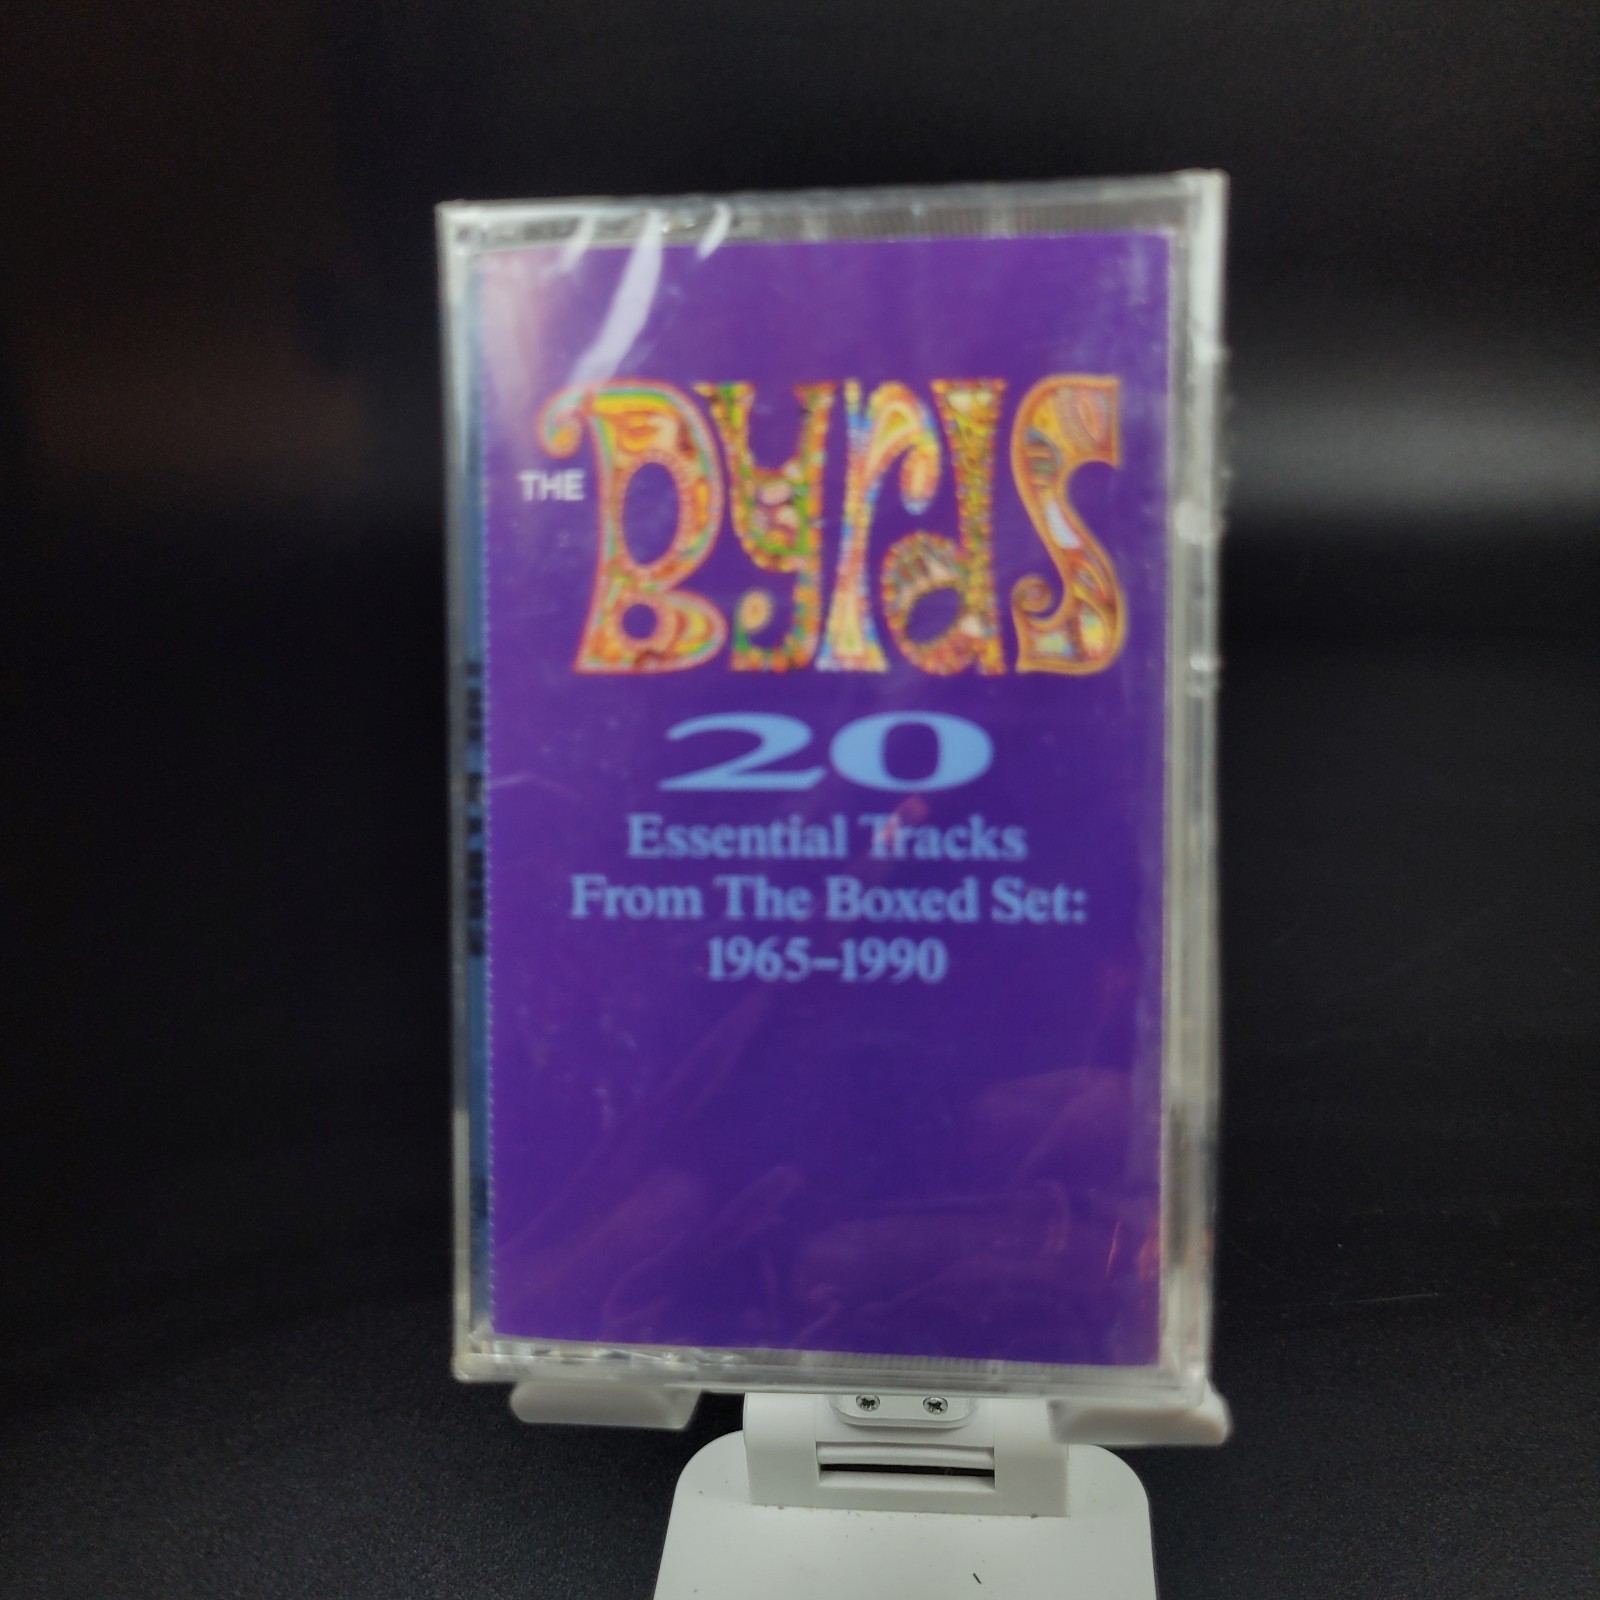 THE Byrds
20
Essential Tracks
From The Boxed Set:
1965–1990